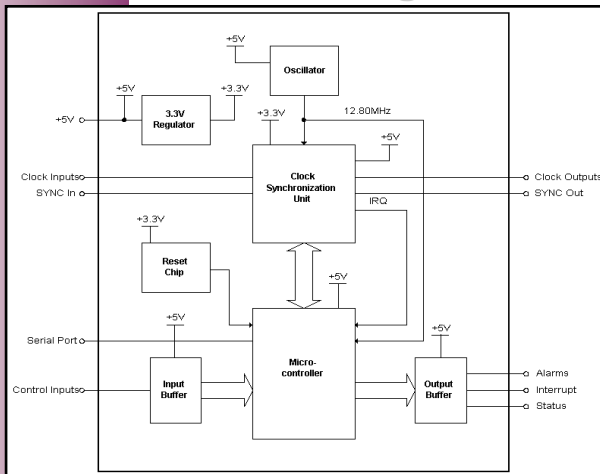 +5V
Oscillator
+5V
+3.3V
+5V
3.3V
Regulator
+3.3V
12.80MHz
+5V
Clock Inputs
SYNC In
Clock
Synchronization
Unit
Clock Outputs
SYNC Out
IRQ
+3.3V
Reset
Chip
+5V
+5V
+5V
Serial Port
Micro-
controller
Control Inputs
Input
Buffer
Output
Buffer
Alarms
Interrupt
Status